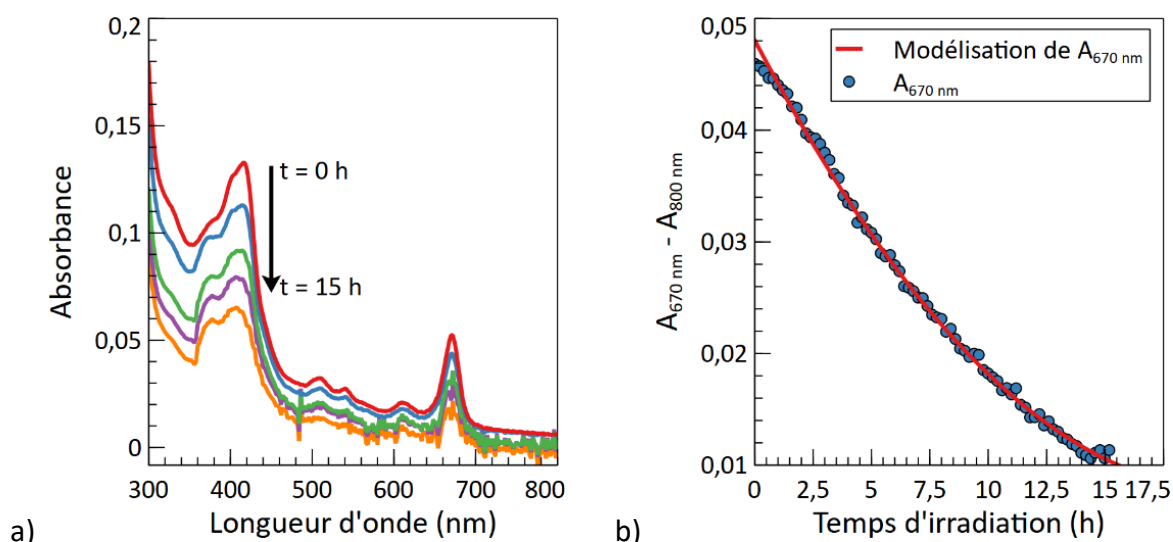 0,2
0,15
0,1
0,05
0
Absorbance
t = 0 h
t = 15 h
300 400 500 600 700 800
Longueur d'onde (nm)
a)
0,05
0,04
0,03
0,02
0,01
A670 nm - A800 nm
Modélisation de A670 nm
A670 nm
0 2,5 5 7,5 10 12,5 15 17,5
Temps d'irradiation (h)
b)